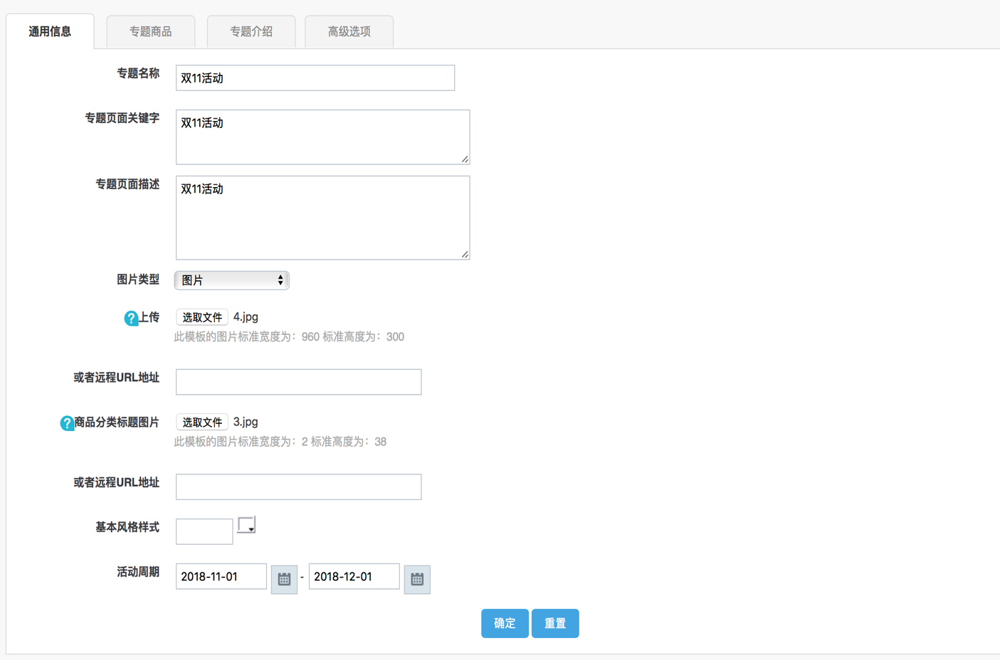 通用信息 专题商品 专题介绍 高级选项
专题名称 双11活动
专题页面关键字 双11活动
专题页面描述 双11活动
图片类型 图片
?上传 选取文件 4.jpg
此模板的图片标准宽度为：960 标准高度为：300
或者远程URL地址
?商品分类标题图片 选取文件 3.jpg
此模板的图片标准宽度为：2 标准高度为：38
或者远程URL地址
基本风格样式
活动周期 2018-11-01 - 2018-12-01
确定 重置